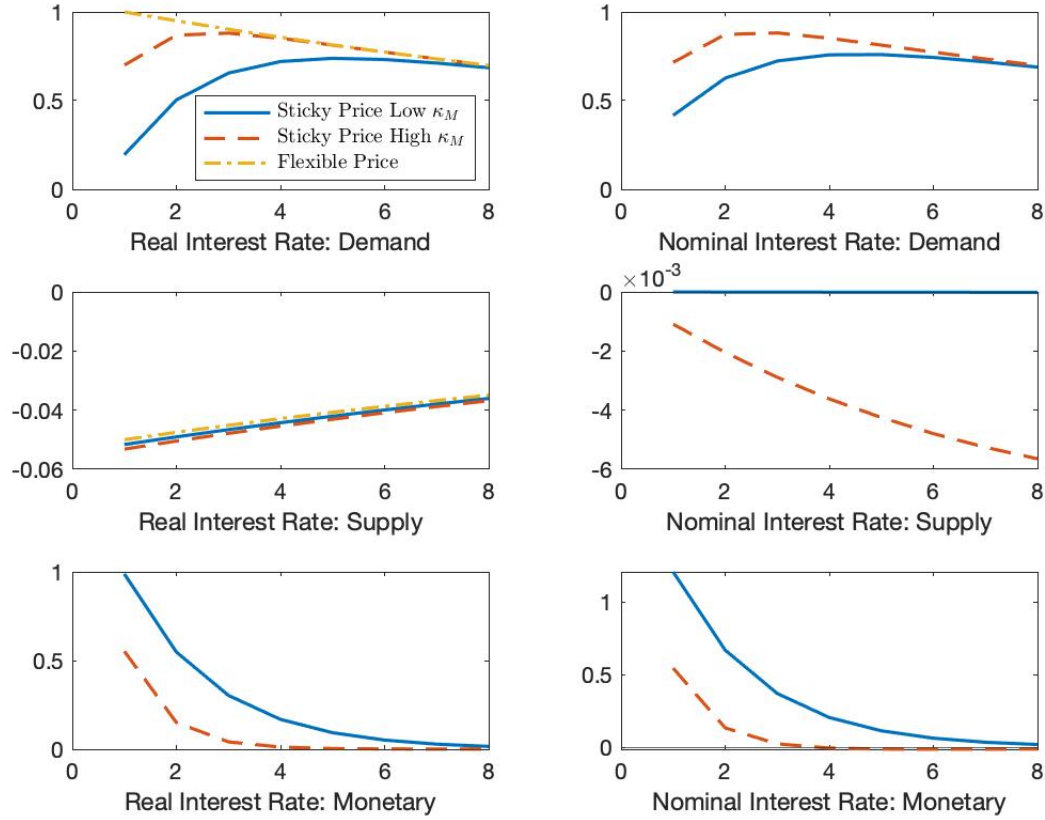 1
0.5
0
0 2 4 6 8
Sticky Price Low κ_M
Sticky Price High κ_M
Flexible Price
Real Interest Rate: Demand
1
0.5
0
0 2 4 6 8
Nominal Interest Rate: Demand
0
-0.02
-0.04
-0.06
0 2 4 6 8
Real Interest Rate: Supply
×10⁻³
0
-2
-4
-6
0 2 4 6 8
Nominal Interest Rate: Supply
1
0.5
0
0 2 4 6 8
Real Interest Rate: Monetary
1
0.5
0
0 2 4 6 8
Nominal Interest Rate: Monetary